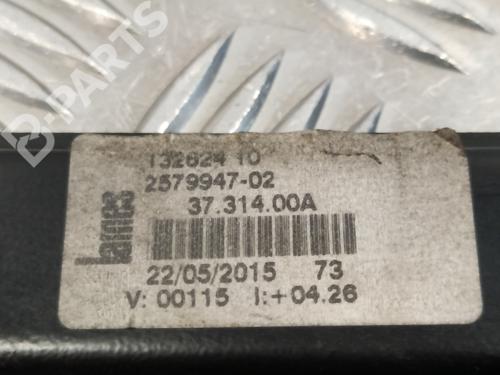 B-PARTS
132624 10
2579947-02
37.314.00A
lames
22/05/2015 73
V: 00115 I:+04.26